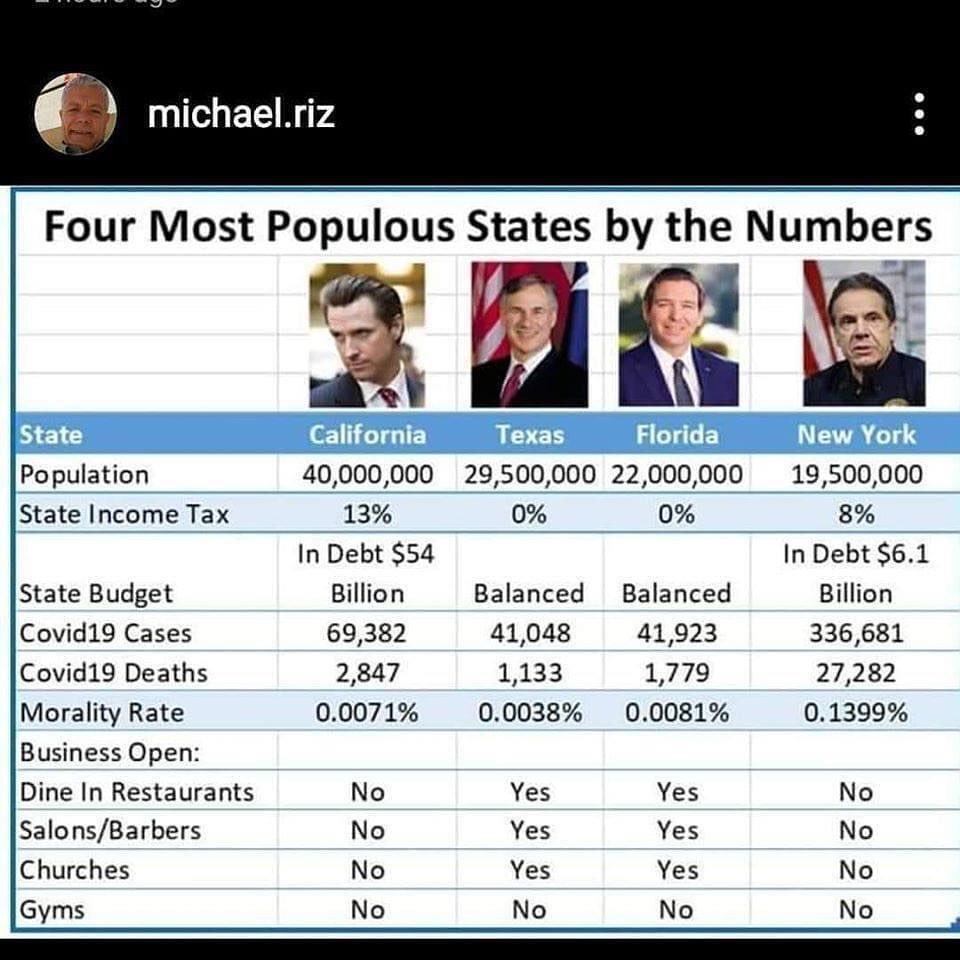 michael.riz
Four Most Populous States by the Numbers
State California Texas Florida New York
Population 40,000,000 29,500,000 22,000,000 19,500,000
State Income Tax 13% 0% 0% 8%
In Debt $54 In Debt $6.1
State Budget Billion Balanced Balanced Billion
Covid19 Cases 69,382 41,048 41,923 336,681
Covid19 Deaths 2,847 1,133 1,779 27,282
Morality Rate 0.0071% 0.0038% 0.0081% 0.1399%
Business Open:
Dine In Restaurants No Yes Yes No
Salons/Barbers No Yes Yes No
Churches No Yes Yes No
Gyms No No No No